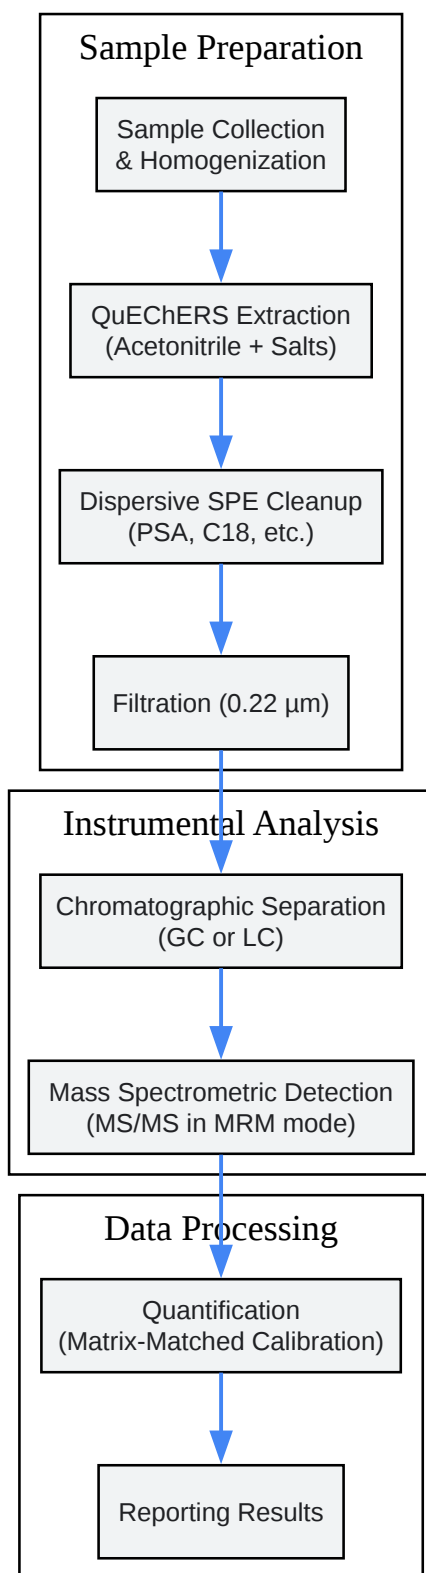 Sample Preparation
Sample Collection
& Homogenization
QuEChERS Extraction
(Acetonitrile + Salts)
Dispersive SPE Cleanup
(PSA, C18, etc.)
Filtration (0.22 µm)
Instrumental Analysis
Chromatographic Separation
(GC or LC)
Mass Spectrometric Detection
(MS/MS in MRM mode)
Data Processing
Quantification
(Matrix-Matched Calibration)
Reporting Results